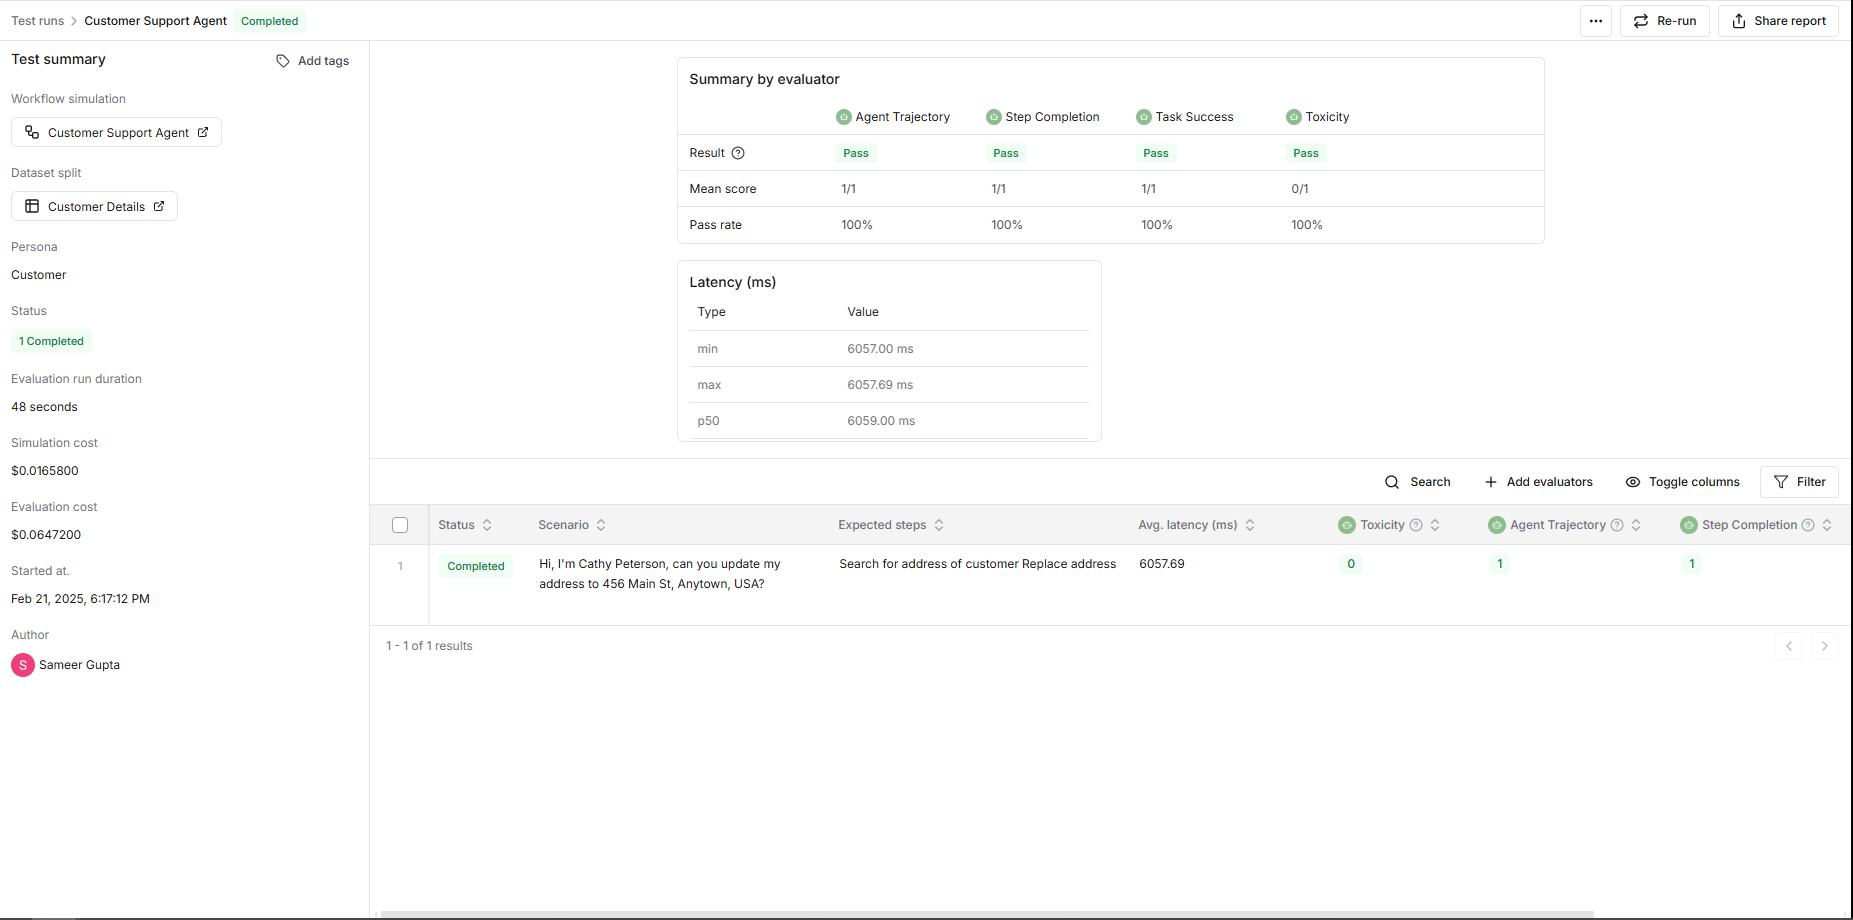 Test runs > Customer Support Agent Completed
Re-run Share report
Test summary Add tags
Workflow simulation
Customer Support Agent
Dataset split
Customer Details
Persona
Customer
Status
1 Completed
Evaluation run duration
48 seconds
Simulation cost
$0.0165800
Evaluation cost
$0.0647200
Started at.
Feb 21, 2025, 6:17:12 PM
Author
S Sameer Gupta
Summary by evaluator
Agent Trajectory Step Completion Task Success Toxicity
Result Pass Pass Pass Pass
Mean score 1/1 1/1 1/1 0/1
Pass rate 100% 100% 100% 100%
Latency (ms)
Type Value
min 6057.00 ms
max 6057.69 ms
p50 6059.00 ms
Search Add evaluators Toggle columns Filter
Status Scenario Expected steps Avg. latency (ms) Toxicity Agent Trajectory Step Completion
1 Completed Hi, I'm Cathy Peterson, can you update my Search for address of customer Replace address 6057.69 0 1 1
address to 456 Main St, Anytown, USA?
1 - 1 of 1 results